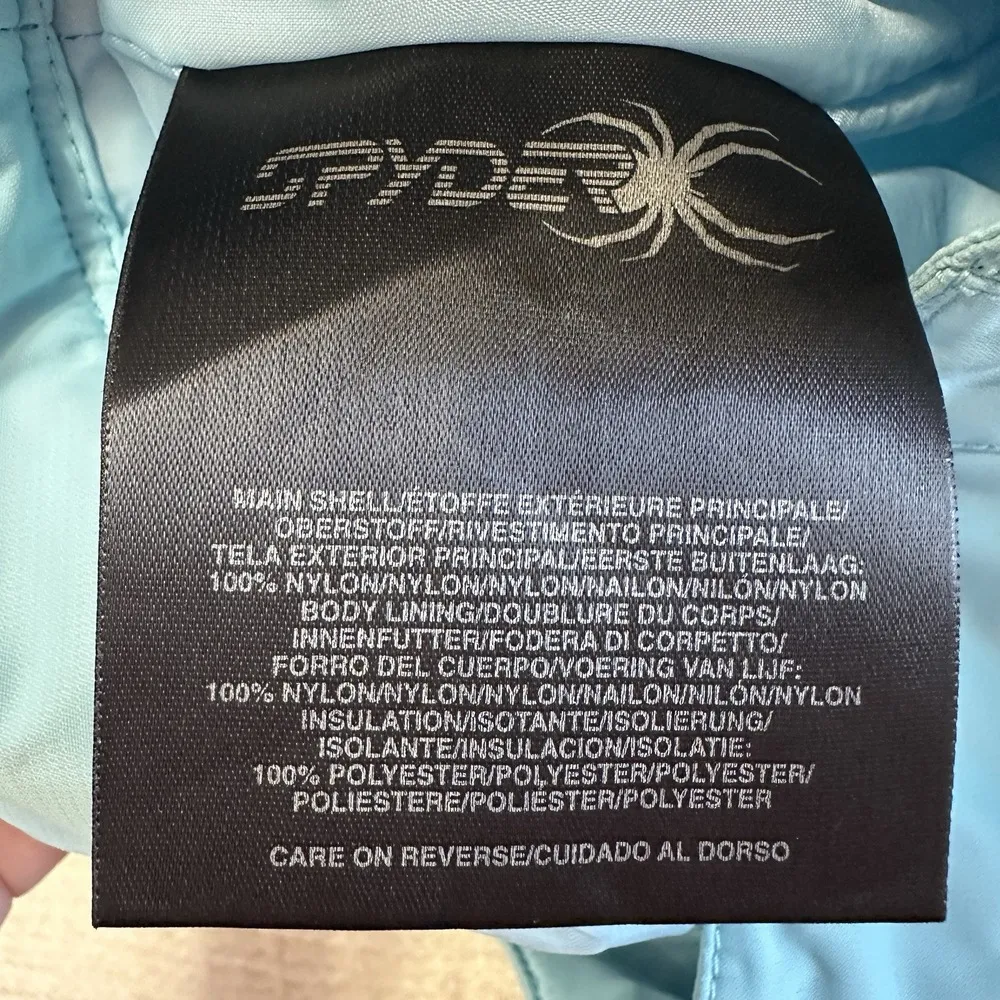 SPYDER
MAIN SHELL/ÉTOFFE EXTÉRIEURE PRINCIPALE/
OBERSTOFF/RIVESTIMENTO PRINCIPALE/
TELA EXTERIOR PRINCIPAL/EERSTE BUITENLAAG:
100% NYLON/NYLON/NYLON/NAILON/NILÓN/NYLON
BODY LINING/DOUBLURE DU CORPS/
INNENFUTTER/FODERA DI CORPETTO/
FORRO DEL CUERPO/VOERING VAN LIJF:
100% NYLON/NYLON/NYLON/NAILON/NILÓN/NYLON
INSULATION/ISOTANTE/ISOLIERUNG/
ISOLANTE/INSULACION/ISOLATIE:
100% POLYESTER/POLYESTER/POLYESTER/
POLIESTERE/POLIÉSTER/POLYESTER
CARE ON REVERSE/CUIDADO AL DORSO